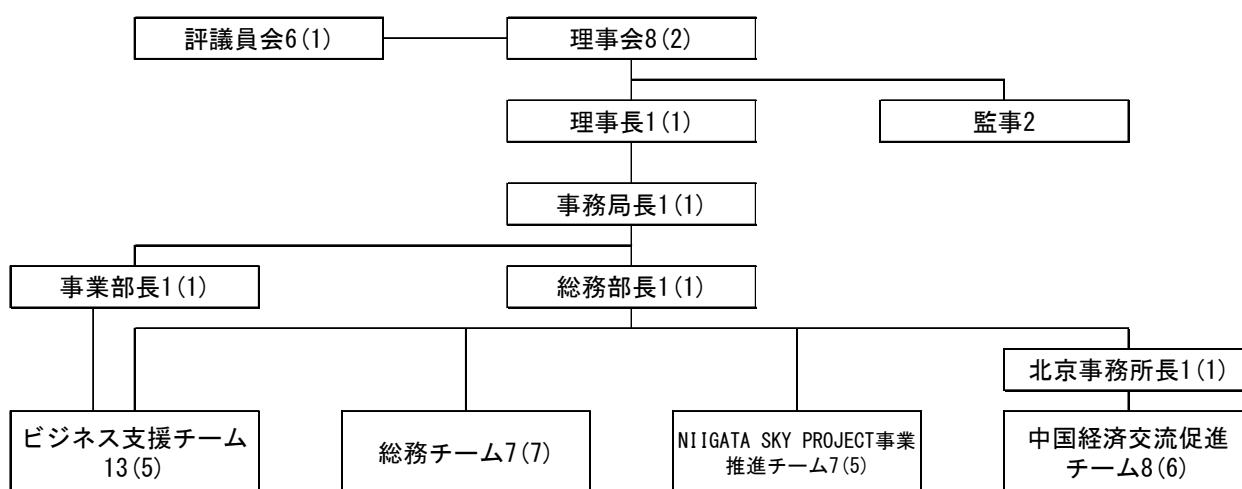 評議員会6(1)
理事会8(2)
理事長1(1)
監事2
事務局長1(1)
事業部長1(1)
総務部長1(1)
北京事務所長1(1)
ビジネス支援チーム
13(5)
総務チーム7(7)
NIIGATA SKY PROJECT事業
推進チーム7(5)
中国経済交流促進
チーム8(6)